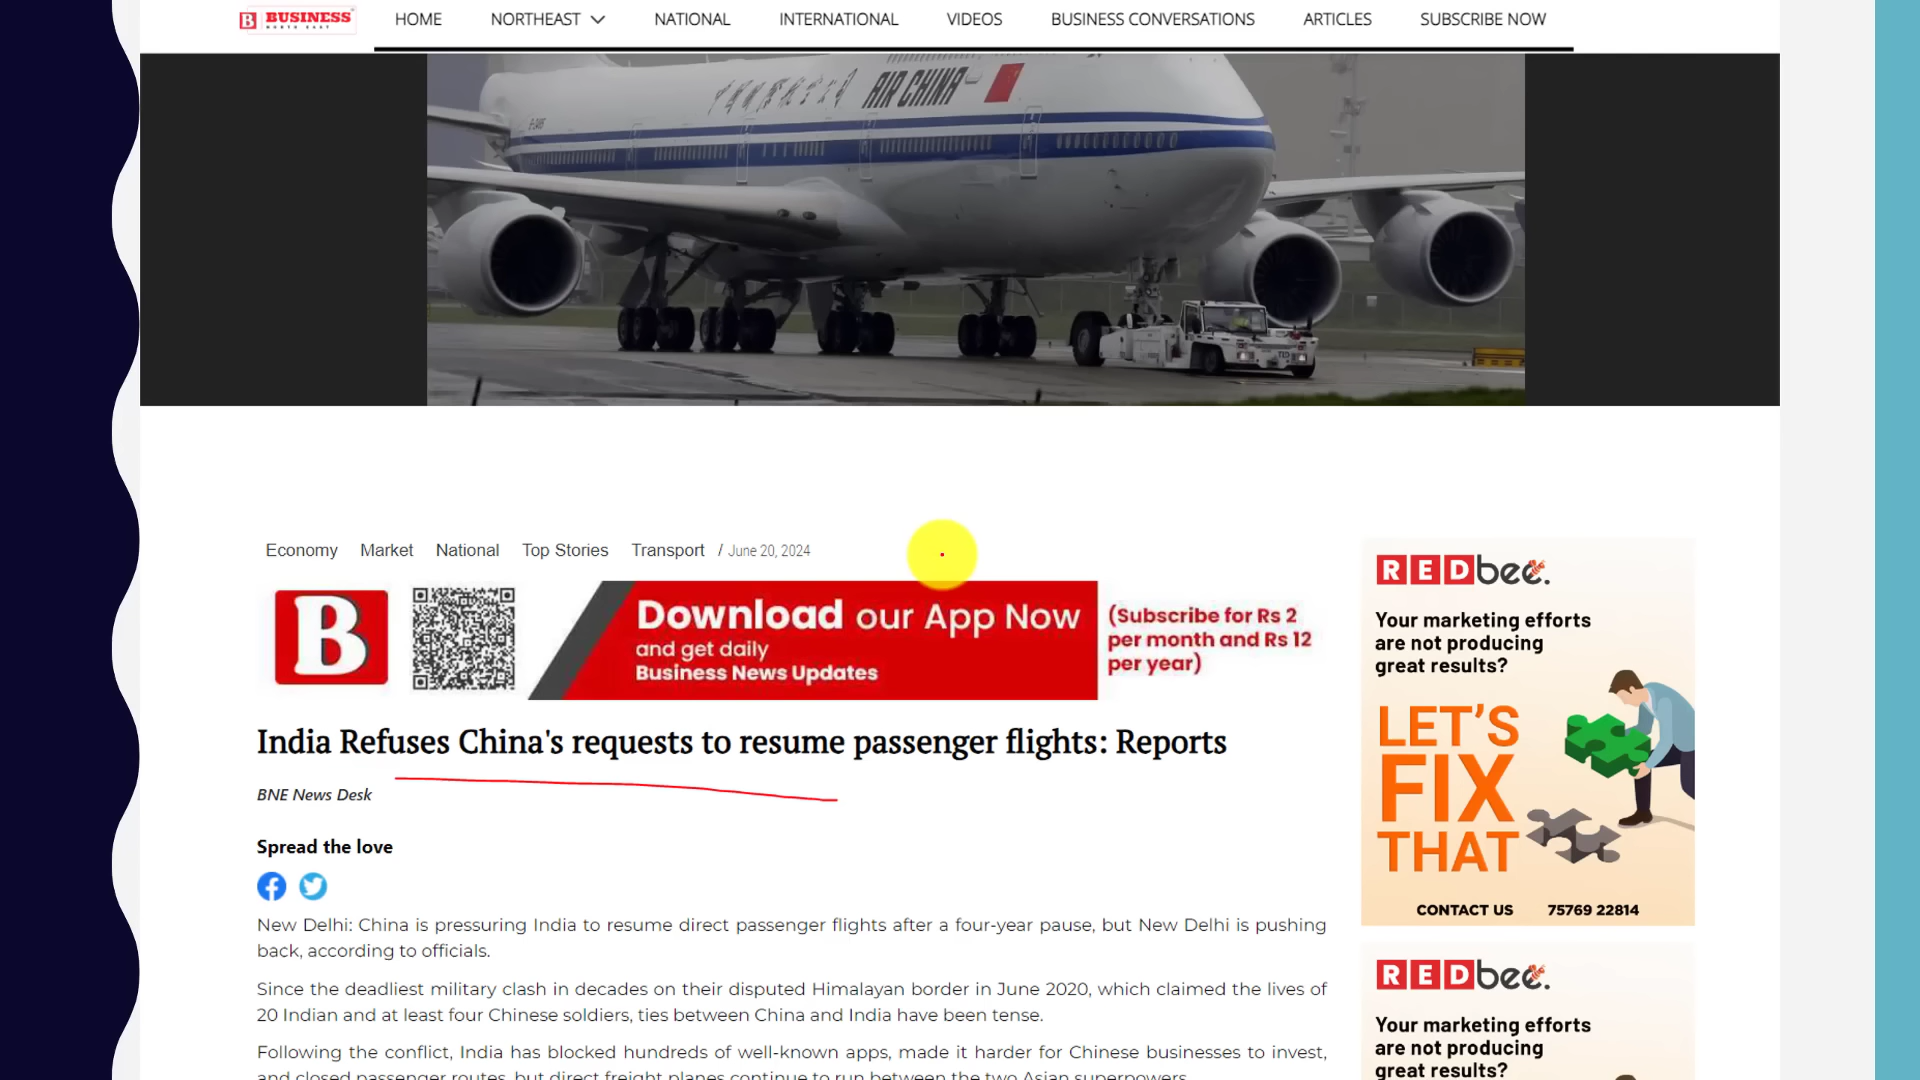 B BUSINESS
NORTH EAST
HOME NORTHEAST NATIONAL INTERNATIONAL VIDEOS BUSINESS CONVERSATIONS ARTICLES SUBSCRIBE NOW
AIR CHINA
Economy Market National Top Stories Transport / June 20, 2024
B
Download our App Now
and get daily
Business News Updates
(Subscribe for Rs 2
per month and Rs 12
per year)
India Refuses China's requests to resume passenger flights: Reports
BNE News Desk
Spread the love
New Delhi: China is pressuring India to resume direct passenger flights after a four-year pause, but New Delhi is pushing
back, according to officials.
Since the deadliest military clash in decades on their disputed Himalayan border in June 2020, which claimed the lives of
20 Indian and at least four Chinese soldiers, ties between China and India have been tense.
Following the conflict, India has blocked hundreds of well-known apps, made it harder for Chinese businesses to invest,
and closed passenger routes, but direct freight planes continue to run between the two Asian superpowers.
REDbee.
Your marketing efforts
are not producing
great results?
LET'S
FIX
THAT
CONTACT US 75769 22814
REDbee.
Your marketing efforts
are not producing
great results?